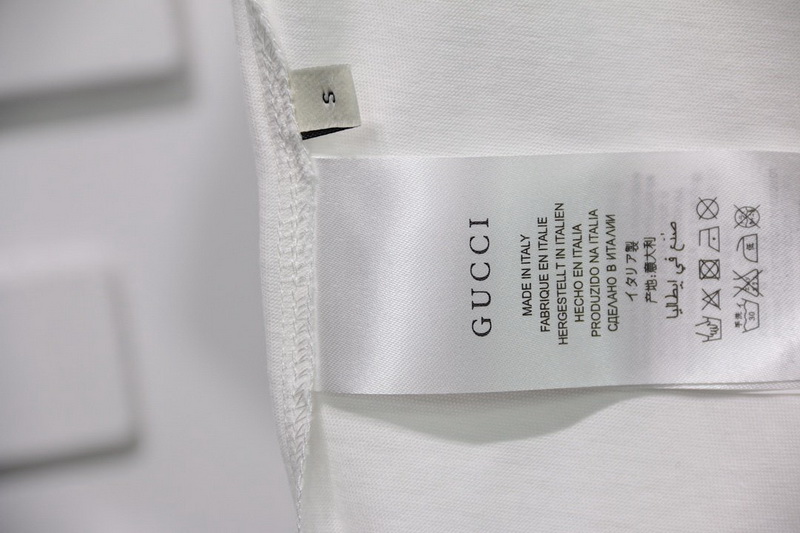 S
GUCCI
MADE IN ITALY
FABRIQUE EN ITALIE
HERGESTELLT IN ITALIEN
HECHO EN ITALIA
PRODUZIDO NA ITALIA
СДЕЛАНО В ИТАЛИИ
イタリア製
产地:意大利
صنع في إيطاليا
30